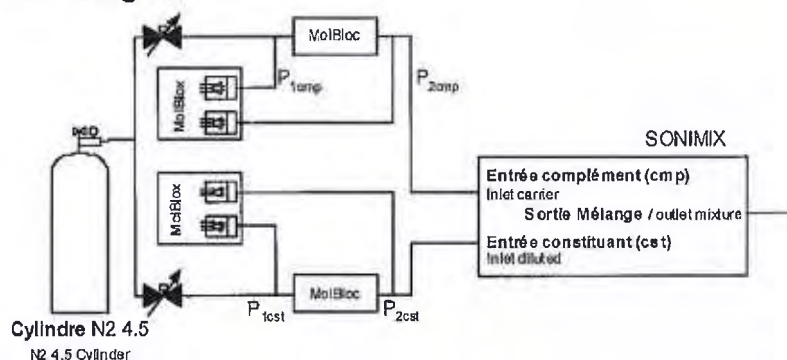 MolBloc
P1cmp
P2cmp
MolBlox
SONIMIX
Entrée complément (cmp)
Inlet carrier
Sortie Mélange / outlet mixture
Entrée constituant (cst)
Inlet diluted
MolBlox
MolBloc
P1cst
P2cst
Cylindre N2 4.5
N2 4.5 Cylinder